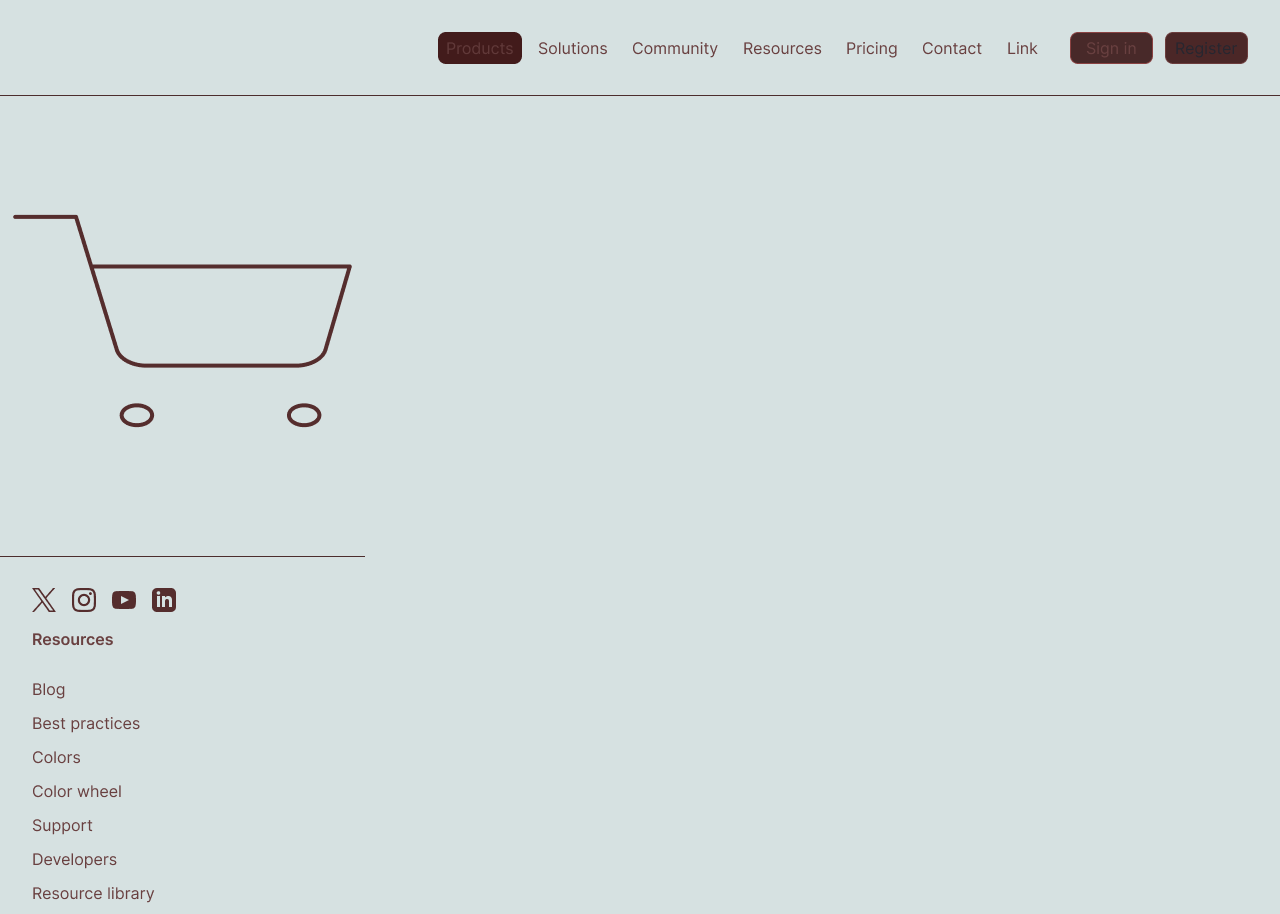 Products Solutions Community Resources Pricing Contact Link Sign in Register
Resources
Blog
Best practices
Colors
Color wheel
Support
Developers
Resource library